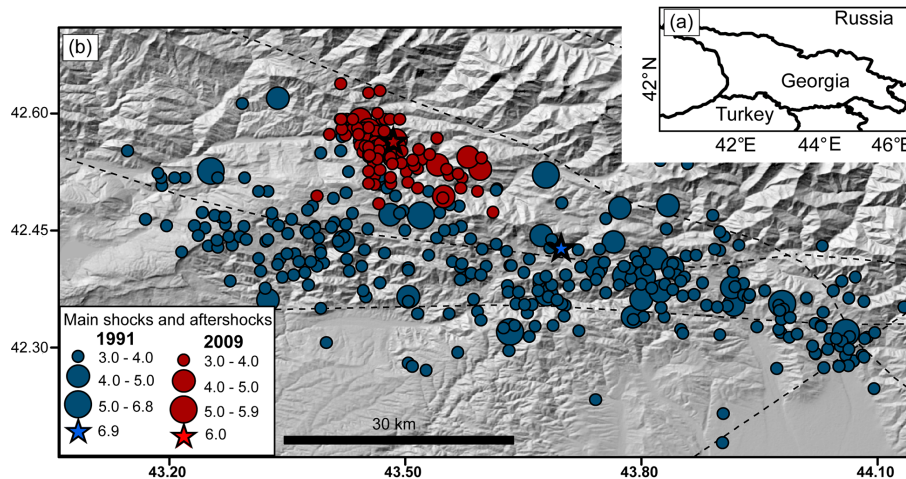 (b)
(a)
Russia
Georgia
Turkey
42°N
42°E
44°E
46°E
42.60
42.45
42.30
Main shocks and aftershocks
1991 2009
3.0 - 4.0 3.0 - 4.0
4.0 - 5.0 4.0 - 5.0
5.0 - 6.8 5.0 - 5.9
6.9 6.0
30 km
43.20 43.50 43.80 44.10